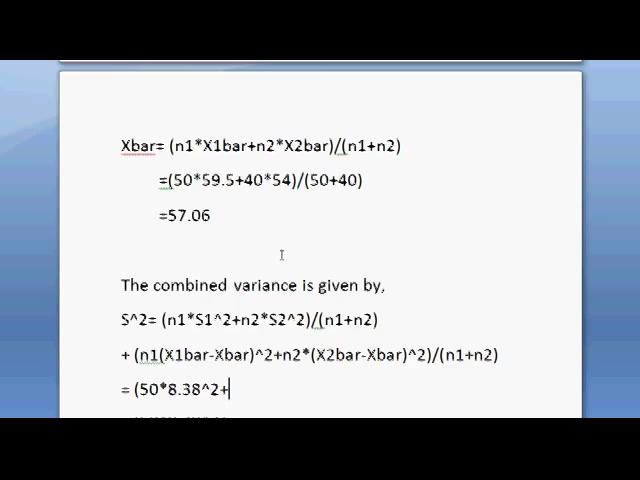 Xbar= (n1*X1bar+n2*X2bar)/(n1+n2)
=(50*59.5+40*54)/(50+40)
=57.06
The combined variance is given by,
S^2= (n1*S1^2+n2*S2^2)/(n1+n2)
+ (n1(X1bar-Xbar)^2+n2*(X2bar-Xbar)^2)/(n1+n2)
= (50*8.38^2+